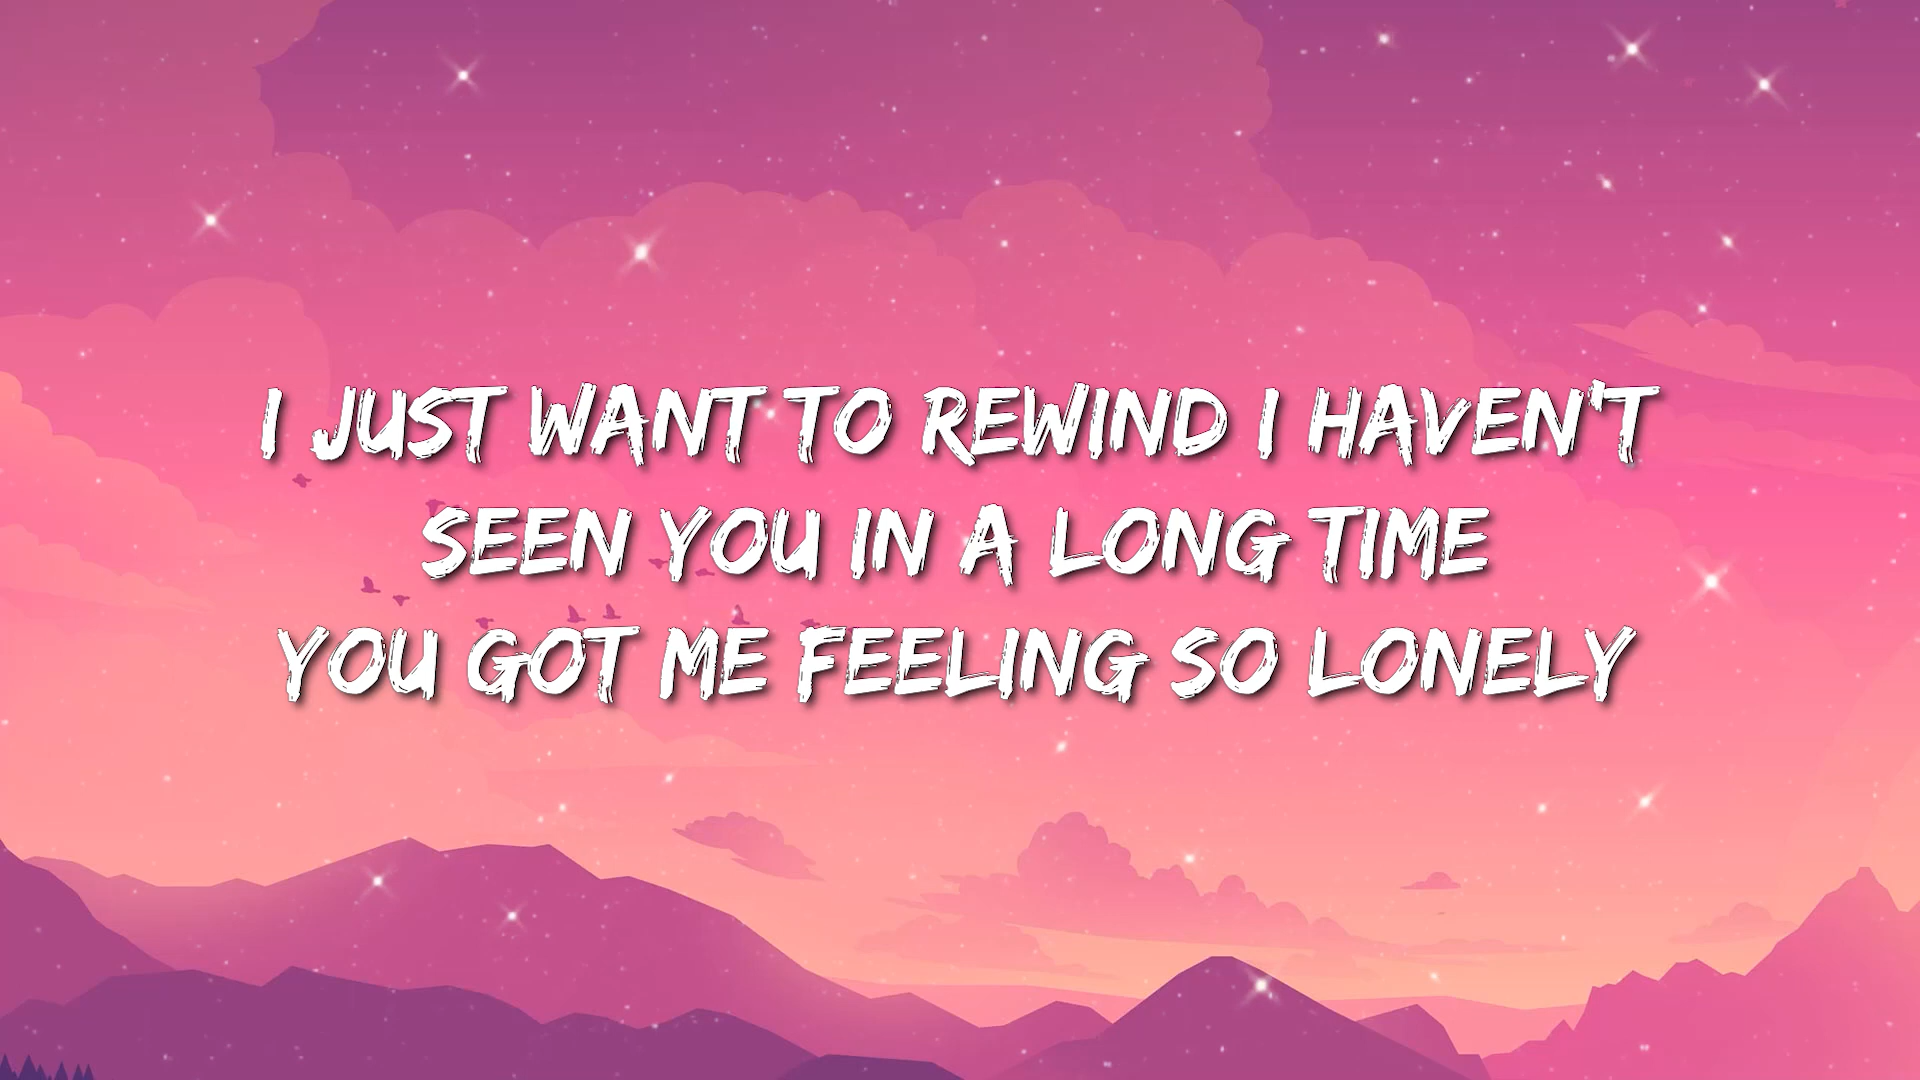 I JUST WANT TO REWIND I HAVEN'T
SEEN YOU IN A LONG TIME
YOU GOT ME FEELING SO LONELY